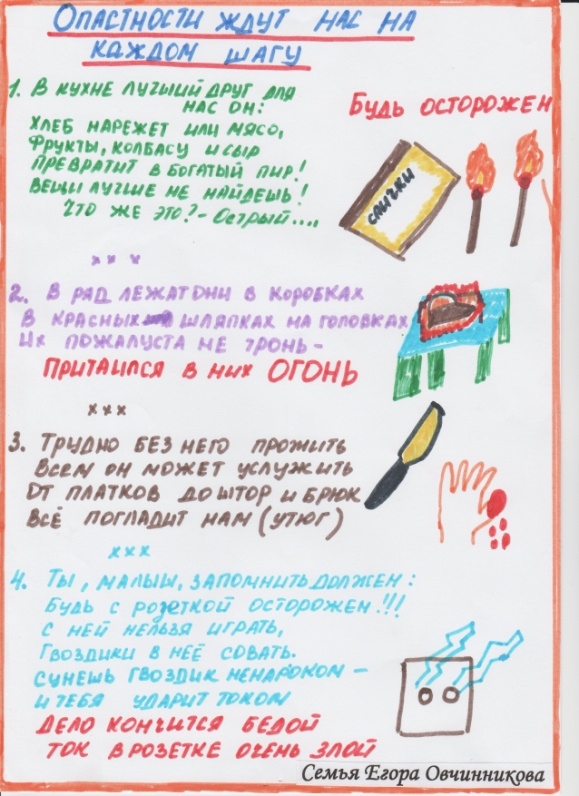 Опасности ждут нас на
каждом шагу
1. В кухне лучший друг для
нас он:
Хлеб нарежет или мясо,
Фрукты, колбасу и сыр
Превратит в богатый пир!
Вещи лучше не найдешь!
Что же это? - Острый....
Будь осторожен
спички
х х х
2. В ряд лежат они в коробках
В красных шляпках на головках
Их пожалуста не тронь -
Притаился в них ОГОНЬ
х х х
3. Трудно без него прожить
Всем он может услужить
От платков до штор и брюк
Всё погладит нам (утюг)
х х х
4. Ты, малыш, запомнить должен:
Будь с розеткой осторожен!!!
С ней нельзя играть,
Гвоздики в неё совать.
Сунешь гвоздик ненароком -
И тебя ударит током
Дело кончится бедой
Ток в розетке очень злой
Семья Егора Овчинникова